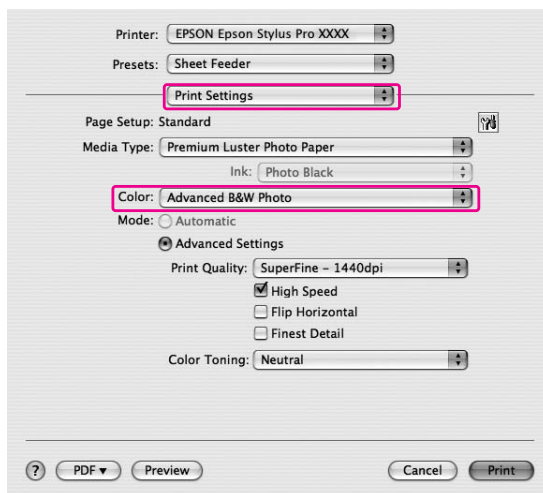 Printer: EPSON Epson Stylus Pro XXXX
Presets: Sheet Feeder
Print Settings
Page Setup: Standard
Media Type: Premium Luster Photo Paper
Ink: Photo Black
Color: Advanced B&W Photo
Mode: Automatic
Advanced Settings
Print Quality: SuperFine – 1440dpi
High Speed
Flip Horizontal
Finest Detail
Color Toning: Neutral
? PDF Preview Cancel Print